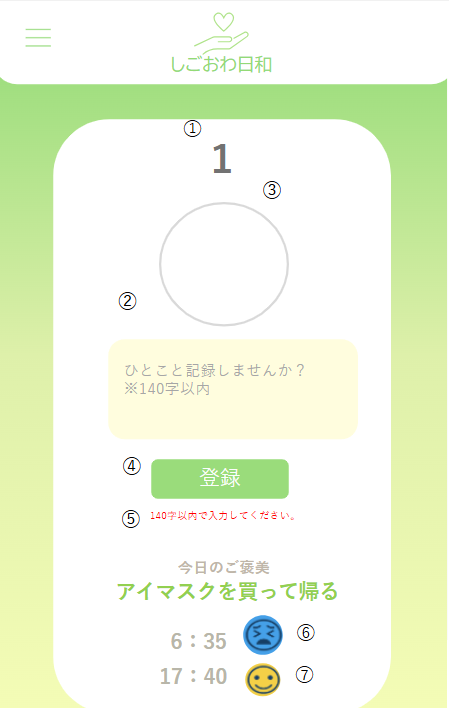 しごおわ日和
①
1
③
②
ひとこと記録しませんか？
※140字以内
④
登録
⑤ 140字以内で入力してください。
今日のご褒美
アイマスクを買って帰る
6：35 ⑥
17：40 ⑦